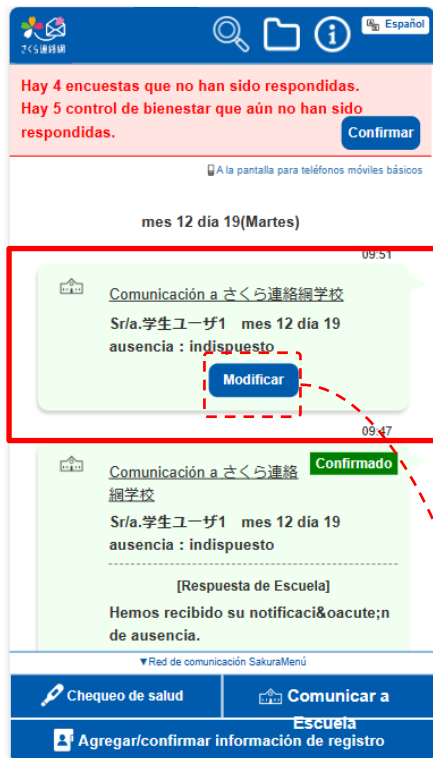 さくら連絡網
Español
Hay 4 encuestas que no han sido respondidas.
Hay 5 control de bienestar que aún no han sido
respondidas.
Confirmar
A la pantalla para teléfonos móviles básicos
mes 12 día 19(Martes)
09:51
Comunicación a さくら連絡網学校
Sr/a.学生ユーザ1 mes 12 día 19
ausencia : indispuesto
Modificar
09:47
Confirmado
Comunicación a さくら連絡
網学校
Sr/a.学生ユーザ1 mes 12 día 19
ausencia : indispuesto
[Respuesta de Escuela]
Hemos recibido su notificaci&oacute;n
de ausencia.
▼Red de comunicación SakuraMenú
Chequeo de salud
Comunicar a
Escuela
Agregar/confirmar información de registro